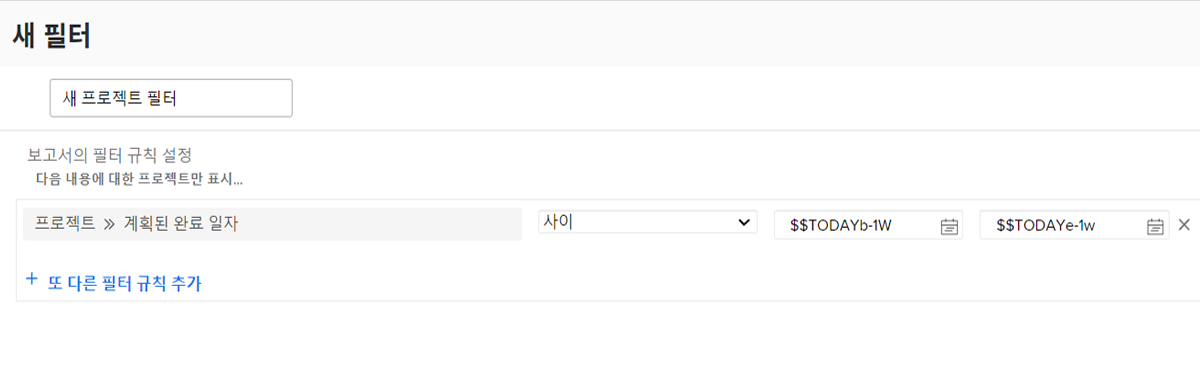 새 필터
새 프로젝트 필터
보고서의 필터 규칙 설정
다음 내용에 대한 프로젝트만 표시...
프로젝트 » 계획된 완료 일자 사이 $$TODAYb-1W $$TODAYe-1w
+ 또 다른 필터 규칙 추가